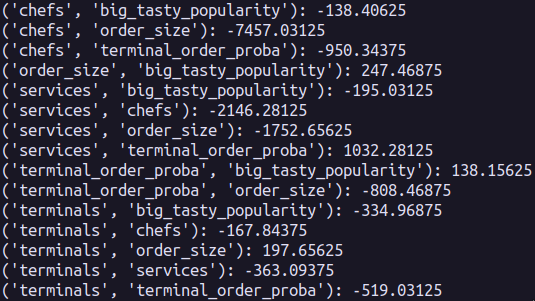 ('chefs', 'big_tasty_popularity'): -138.40625
('chefs', 'order_size'): -7457.03125
('chefs', 'terminal_order_proba'): -950.34375
('order_size', 'big_tasty_popularity'): 247.46875
('services', 'big_tasty_popularity'): -195.03125
('services', 'chefs'): -2146.28125
('services', 'order_size'): -1752.65625
('services', 'terminal_order_proba'): 1032.28125
('terminal_order_proba', 'big_tasty_popularity'): 138.15625
('terminal_order_proba', 'order_size'): -808.46875
('terminals', 'big_tasty_popularity'): -334.96875
('terminals', 'chefs'): -167.84375
('terminals', 'order_size'): 197.65625
('terminals', 'services'): -363.09375
('terminals', 'terminal_order_proba'): -519.03125